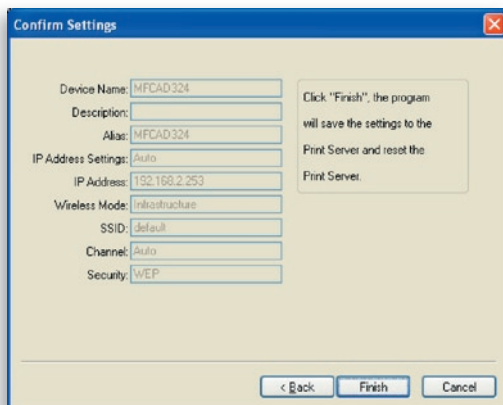 Confirm Settings
Device Name: MFCAD324
Description:
Alias: MFCAD324
IP Address Settings: Auto
IP Address: 192.168.2.253
Wireless Mode: Infrastructure
SSID: default
Channel: Auto
Security: WEP
Click "Finish", the program
will save the settings to the
Print Server and reset the
Print Server.
< Back
Finish
Cancel